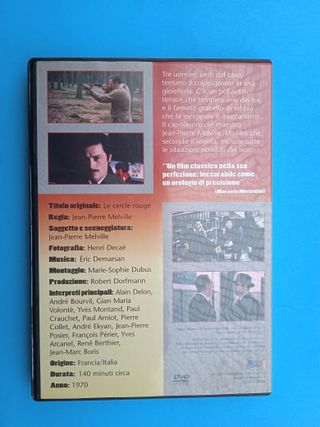 Tre uomini, uniti dal caso,
tentano il colpo grosso in una
gioielleria. C'è un poliziotto
tenace che tampina uno dei tre,
e il famoso granello di sabbia
che fa inceppare il meccanismo.
Il capolavoro del maestro
Jean-Pierre Melville. Un film che,
secondo il regista, include tutte
le situazioni possibili del noir.
"Un film classico nella sua
perfezione: inesorabile come
un orologio di precisione"
(Morando Morandini)
Titolo originale: Le cercle rouge
Regia: Jean-Pierre Melville
Soggetto e sceneggiatura:
Jean-Pierre Melville
Fotografia: Henri Decaë
Musica: Éric Demarsan
Montaggio: Marie-Sophie Dubus
Produzione: Robert Dorfmann
Interpreti principali: Alain Delon,
André Bourvil, Gian Maria
Volonté, Yves Montand, Paul
Crauchet, Paul Amiot, Pierre
Collet, André Ekyan, Jean-Pierre
Posier, François Périer, Yves
Arcanel, René Berthier,
Jean-Marc Boris
Origine: Francia/Italia
Durata: 140 minuti circa
Anno: 1970
DVD